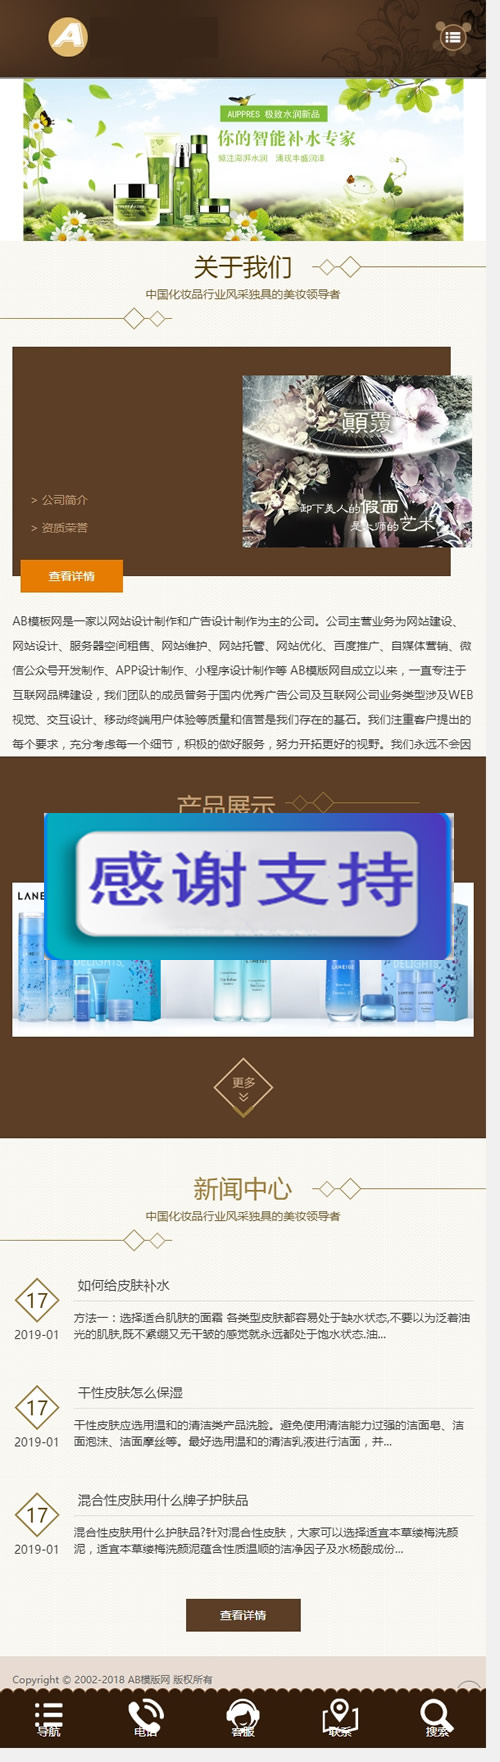 A
AUPPRES 极致水润新品
你的智能补水专家
倾注澎湃水润 涌现丰盛润泽
关于我们
中国化妆品行业风采独具的美妆领导者
顛覆
卸下美人的假面
是大师的艺术
> 公司简介
> 资质荣誉
查看详情
AB模板网是一家以网站设计制作和广告设计制作为主的公司。公司主营业务为网站建设、
网站设计、服务器空间租售、网站维护、网站托管、网站优化、百度推广、自媒体营销、微
信公众号开发制作、APP设计制作、小程序设计制作等 AB模版网自成立以来，一直专注于
互联网品牌建设，我们团队的成员曾务于国内优秀广告公司及互联网公司业务类型涉及WEB
视觉、交互设计、移动终端用户体验等质量和信誉是我们存在的基石。我们注重客户提出的
每个要求，充分考虑每一个细节，积极的做好服务，努力开拓更好的视野。我们永远不会因
产品展示
感谢支持
LANE
DELIGHTS
DELIGHTS.
LANEIGE
LANEIGE
LANEIGE
更多
新闻中心
中国化妆品行业风采独具的美妆领导者
17
2019-01
如何给皮肤补水
方法一：选择适合肌肤的面霜 各类型皮肤都容易处于缺水状态,不要以为泛着油
光的肌肤,既不紧绷又无干皱的感觉就永远都处于饱水状态.油...
17
2019-01
干性皮肤怎么保湿
干性皮肤应选用温和的清洁类产品洗脸。避免使用清洁能力过强的洁面皂、洁
面泡沫、洁面摩丝等。最好选用温和的清洁乳液进行洁面，并...
17
2019-01
混合性皮肤用什么牌子护肤品
混合性皮肤用什么护肤品?针对混合性皮肤，大家可以选择适宜本草缕梅洗颜
泥，适宜本草缕梅洗颜泥蕴含性质温顺的洁净因子及水杨酸成份...
查看详情
Copyright © 2002-2018 AB模版网 版权所有
导航
电话
客服
联系
搜索